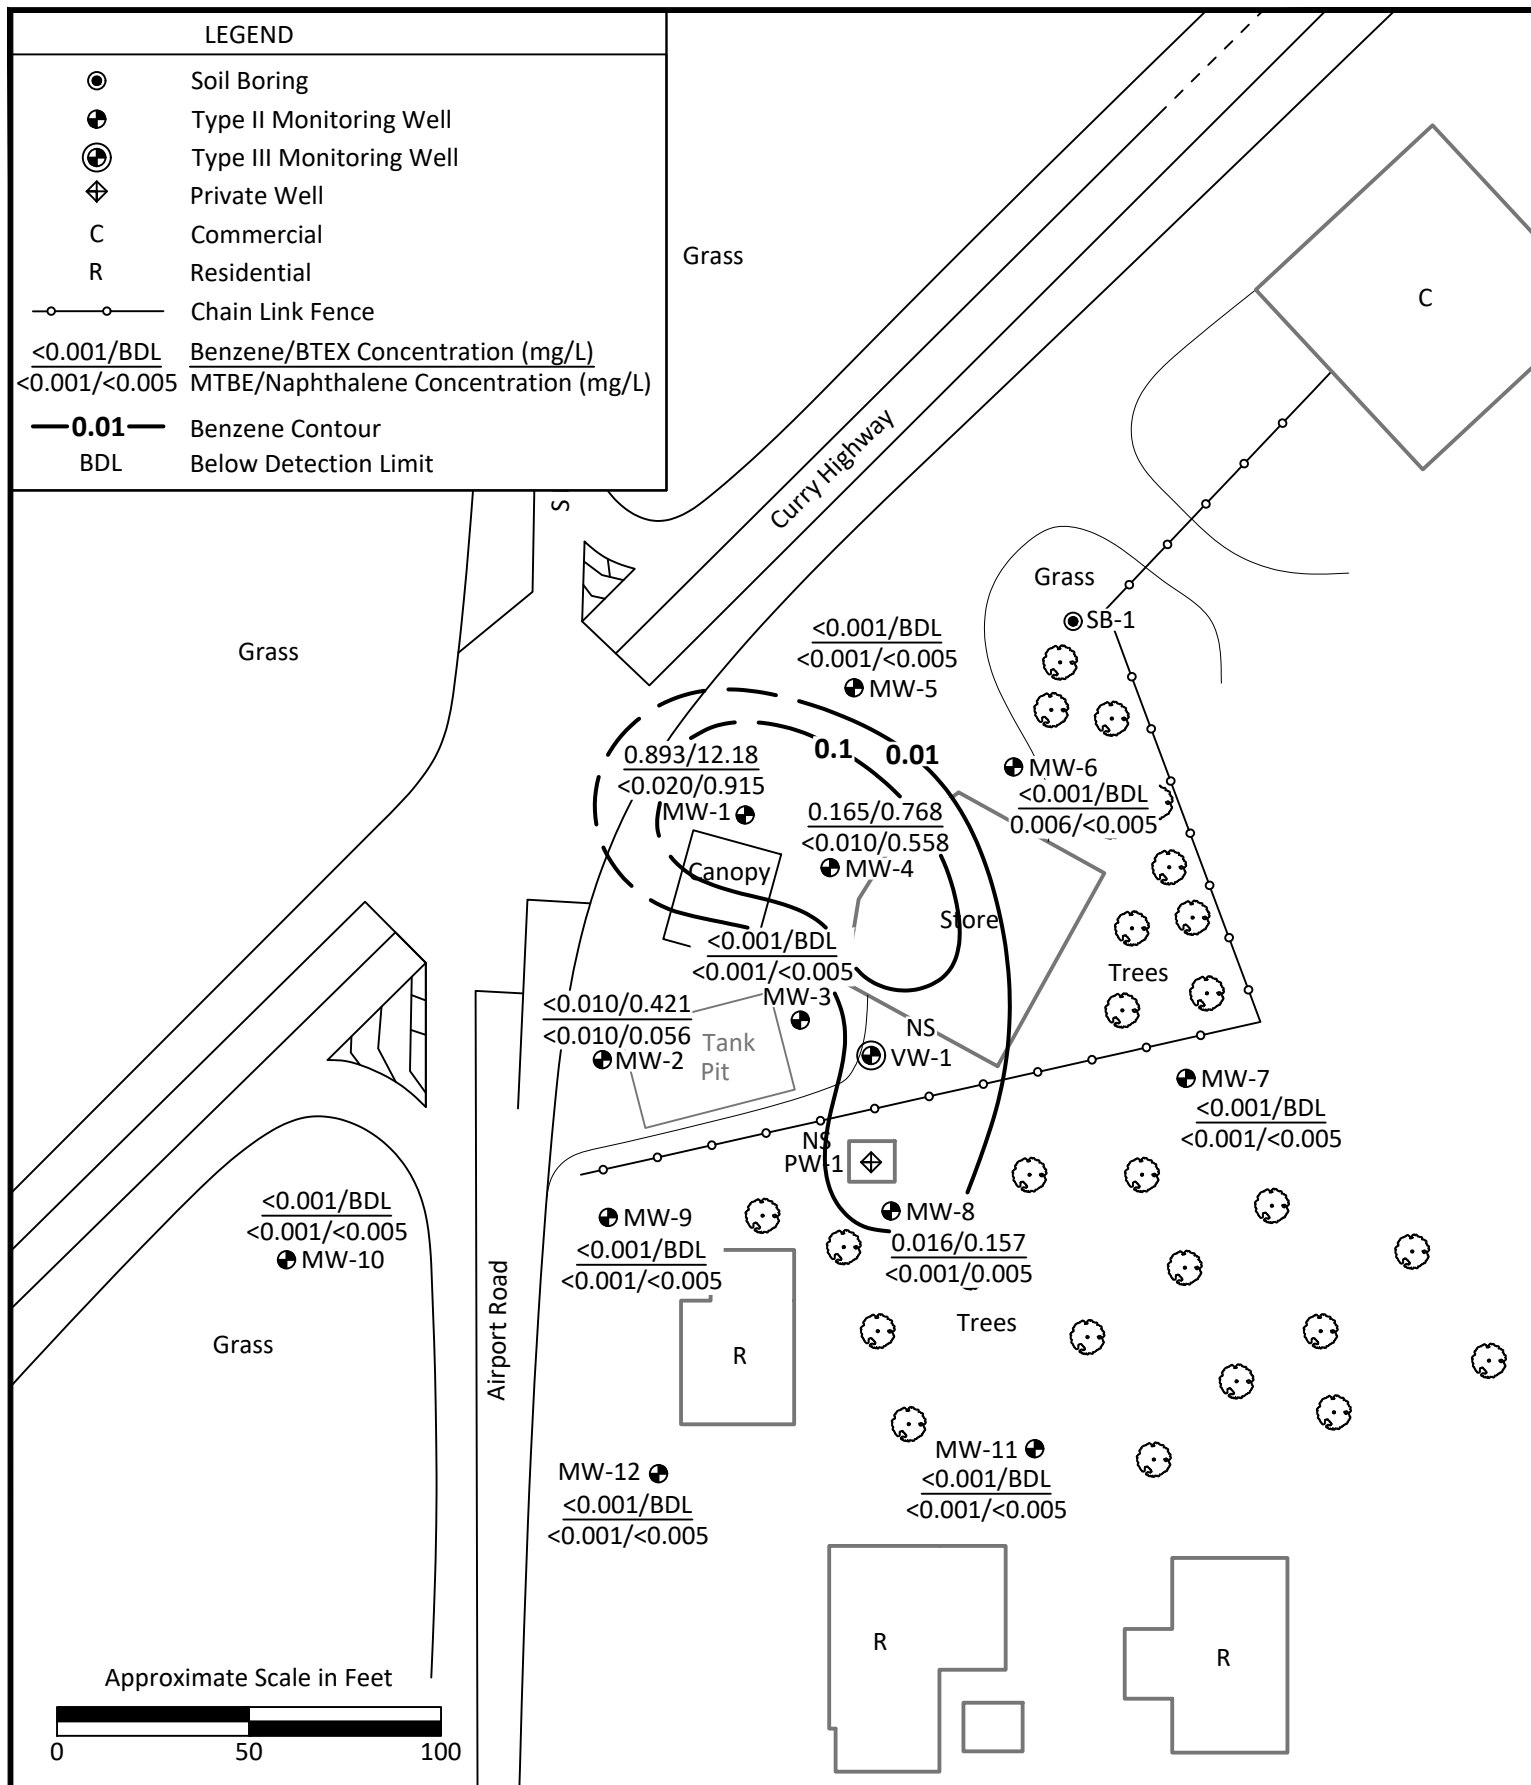 LEGEND
Soil Boring
Type II Monitoring Well
Type III Monitoring Well
Private Well
C Commercial
R Residential
Chain Link Fence
<0.001/BDL Benzene/BTEX Concentration (mg/L)
<0.001/<0.005 MTBE/Naphthalene Concentration (mg/L)
0.01 Benzene Contour
BDL Below Detection Limit
Grass
C
Curry Highway
S
Grass
SB-1
Grass
<0.001/BDL
<0.001/<0.005
MW-5
0.1
0.01
0.893/12.18
<0.020/0.915
MW-1
MW-6
<0.001/BDL
0.006/<0.005
0.165/0.768
<0.010/0.558
MW-4
Canopy
Store
<0.001/BDL
<0.001/<0.005
MW-3
Trees
<0.010/0.421
<0.010/0.056
MW-2
Tank
Pit
NS
VW-1
MW-7
<0.001/BDL
<0.001/<0.005
NS
PW-1
<0.001/BDL
<0.001/<0.005
MW-10
MW-9
<0.001/BDL
<0.001/<0.005
MW-8
0.016/0.157
<0.001/0.005
Trees
Grass
Airport Road
R
MW-11
<0.001/BDL
<0.001/<0.005
MW-12
<0.001/BDL
<0.001/<0.005
R
R
Approximate Scale in Feet
0 50 100